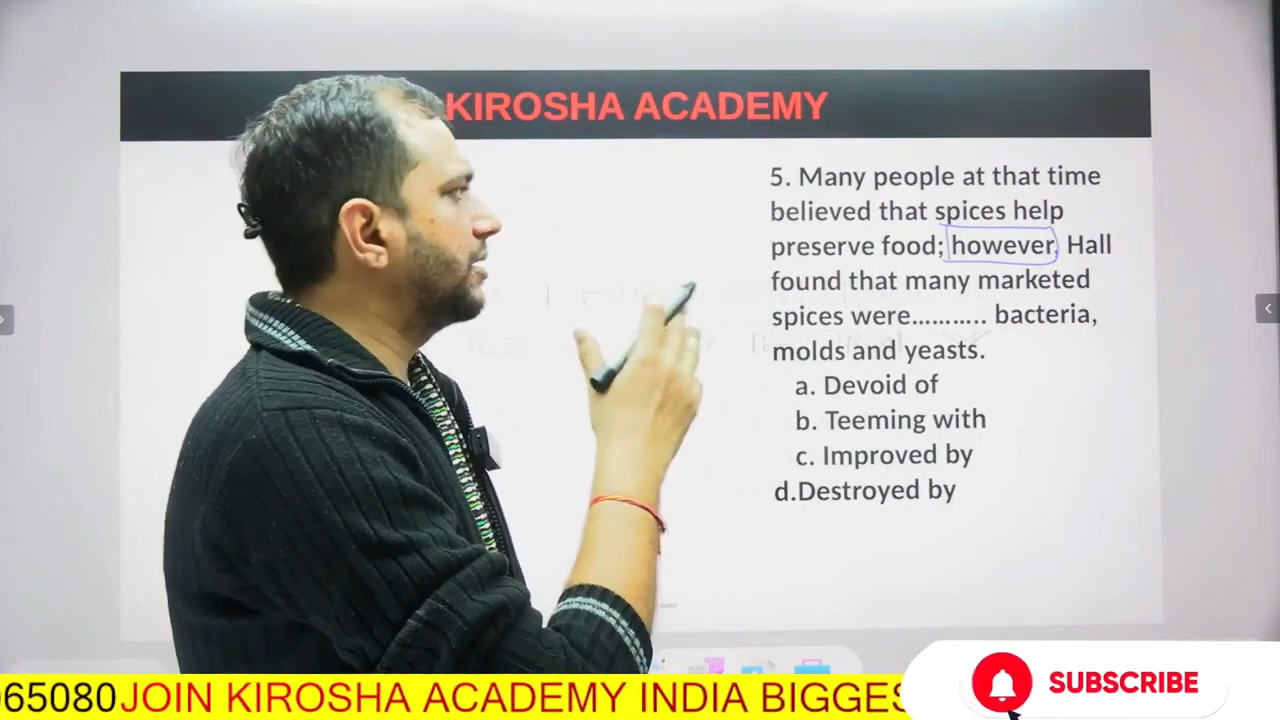 KIROSHA ACADEMY
5. Many people at that time
believed that spices help
preserve food; however, Hall
found that many marketed
spices were.......... bacteria,
molds and yeasts.
a. Devoid of
b. Teeming with
c. Improved by
d.Destroyed by
065080JOIN KIROSHA ACADEMY INDIA BIGGES
SUBSCRIBE